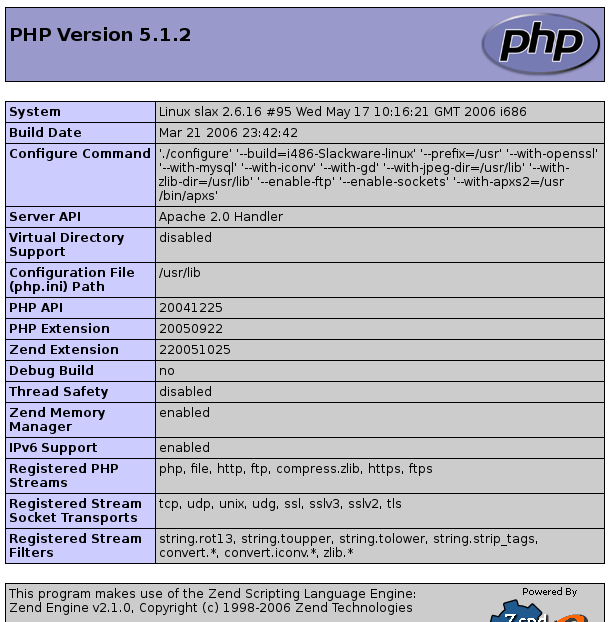 PHP Version 5.1.2
php
System Linux slax 2.6.16 #95 Wed May 17 10:16:21 GMT 2006 i686
Build Date Mar 21 2006 23:42:42
Configure Command './configure' '--build=i486-Slackware-linux' '--prefix=/usr' '--with-openssl'
'--with-mysql' '--with-iconv' '--with-gd' '--with-jpeg-dir=/usr/lib' '--with-
zlib-dir=/usr/lib' '--enable-ftp' '--enable-sockets' '--with-apxs2=/usr
/bin/apxs'
Server API Apache 2.0 Handler
Virtual Directory disabled
Support
Configuration File /usr/lib
(php.ini) Path
PHP API 20041225
PHP Extension 20050922
Zend Extension 220051025
Debug Build no
Thread Safety disabled
Zend Memory enabled
Manager
IPv6 Support enabled
Registered PHP php, file, http, ftp, compress.zlib, https, ftps
Streams
Registered Stream tcp, udp, unix, udg, ssl, sslv3, sslv2, tls
Socket Transports
Registered Stream string.rot13, string.toupper, string.tolower, string.strip_tags,
Filters convert.*, convert.iconv.*, zlib.*
This program makes use of the Zend Scripting Language Engine:
Zend Engine v2.1.0, Copyright (c) 1998-2006 Zend Technologies
Powered By
Zend